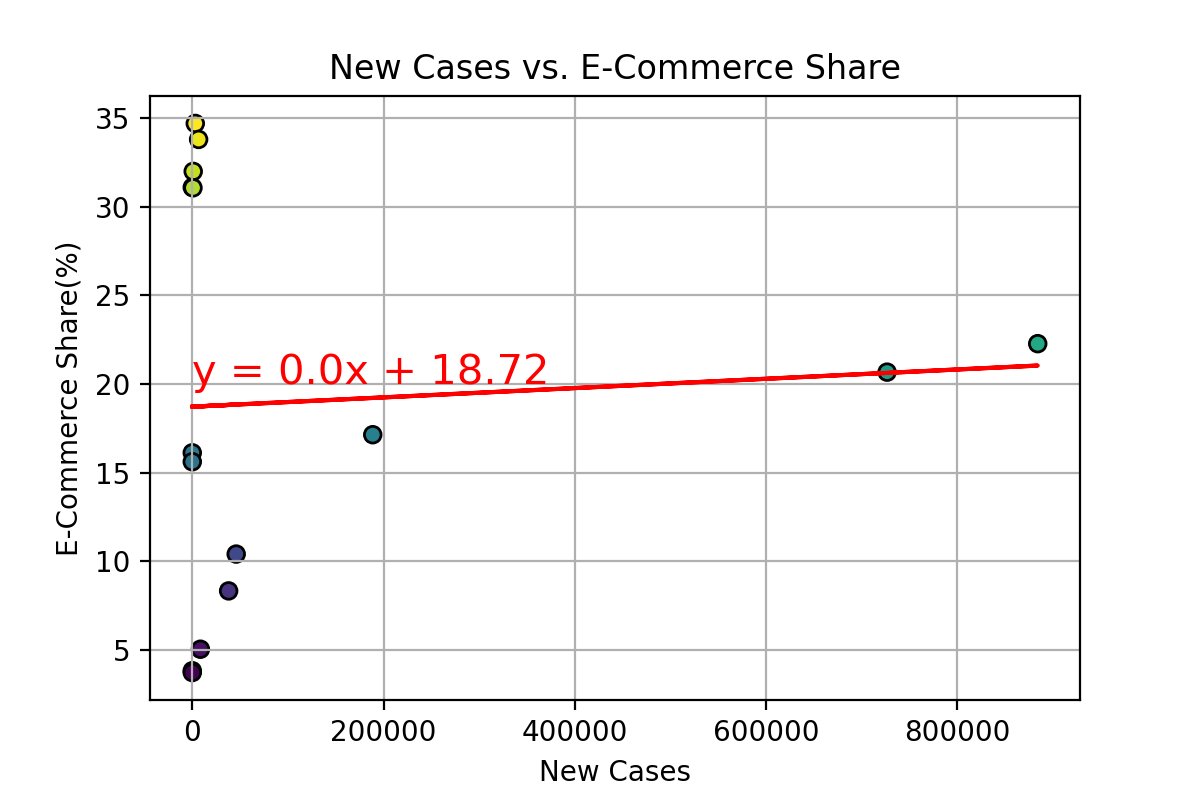 New Cases vs. E-Commerce Share
E-Commerce Share(%)
35
30
25
20
15
10
5
y = 0.0x + 18.72
0 200000 400000 600000 800000
New Cases